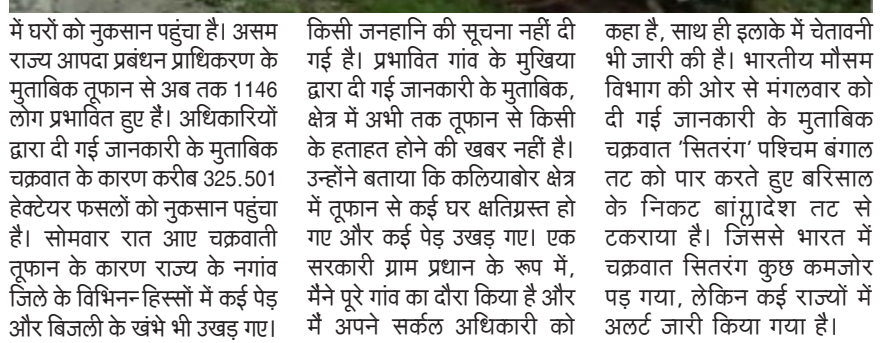 में घरों को नुकसान पहुंचा है। असम
राज्य आपदा प्रबंधन प्राधिकरण के
मुताबिक तूफान से अब तक 1146
लोग प्रभावित हुए हैं। अधिकारियों
द्वारा दी गई जानकारी के मुताबिक
चक्रवात के कारण करीब 325.501
हेक्टेयर फसलों को नुकसान पहुंचा
है। सोमवार रात आए चक्रवाती
तूफान के कारण राज्य के नगांव
जिले के विभिनन्‍न हिस्सों में कई पेड़
और बिजली के खंभे भी उखड़ गए।
किसी जनहानि की सूचना नहीं दी
गई है। प्रभावित गांव के मुखिया
द्वारा दी गई जानकारी के मुताबिक,
क्षेत्र में अभी तक तूफान से किसी
के हताहत होने की खबर नहीं है।
उन्होंने बताया कि कलियाबोर क्षेत्र
में तूफान से कई घर क्षतिग्रस्त हो
गए और कई पेड़ उखड़ गए। एक
सरकारी ग्राम प्रधान के रूप में,
मैने पूरे गांव का दौरा किया है और
मैं अपने सर्कल अधिकारी को
कहा है, साथ ही इलाके में चेतावनी
भी जारी की है। भारतीय मौसम
विभाग की ओर से मंगलवार को
दी गई जानकारी के मुताबिक
चक्रवात 'सितरंग' पश्चिम बंगाल
तट को पार करते हुए बरिसाल
के निकट बांग्लादेश तट से
टकराया है। जिससे भारत में
चक्रवात सितरंग कुछ कमजोर
पड़ गया, लेकिन कई राज्यों में
अलर्ट जारी किया गया है।